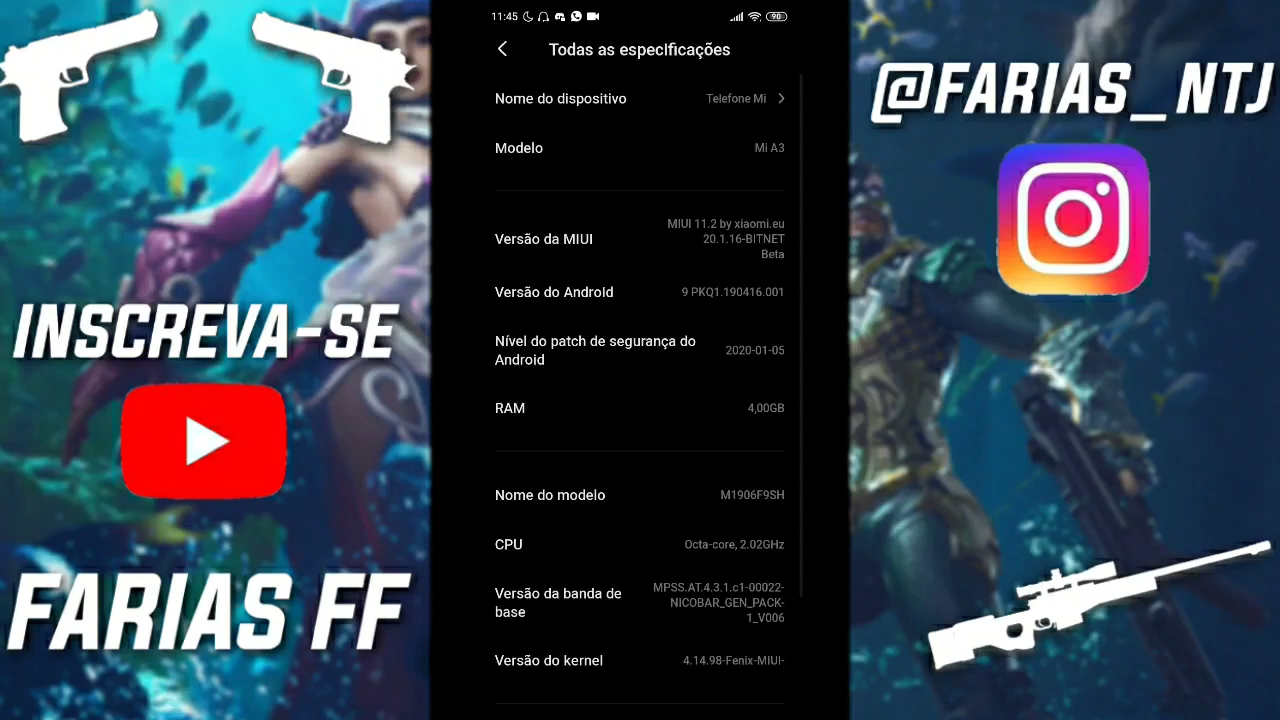 INSCREVA-SE
FARIAS FF
11:45
90
Todas as especificações
Nome do dispositivo
Telefone Mi
Modelo
Mi A3
Versão da MIUI
MIUI 11.2 by xiaomi.eu
20.1.16-BITNET
Beta
Versão do Android
9 PKQ1.190416.001
Nível do patch de segurança do
Android
2020-01-05
RAM
4,00GB
Nome do modelo
M1906F9SH
CPU
Octa-core, 2.02GHz
Versão da banda de
base
MPSS.AT.4.3.1.c1-00022-
NICOBAR_GEN_PACK-
1_V006
Versão do kernel
4.14.98-Fenix-MIUI-
@FARIAS_NTJ